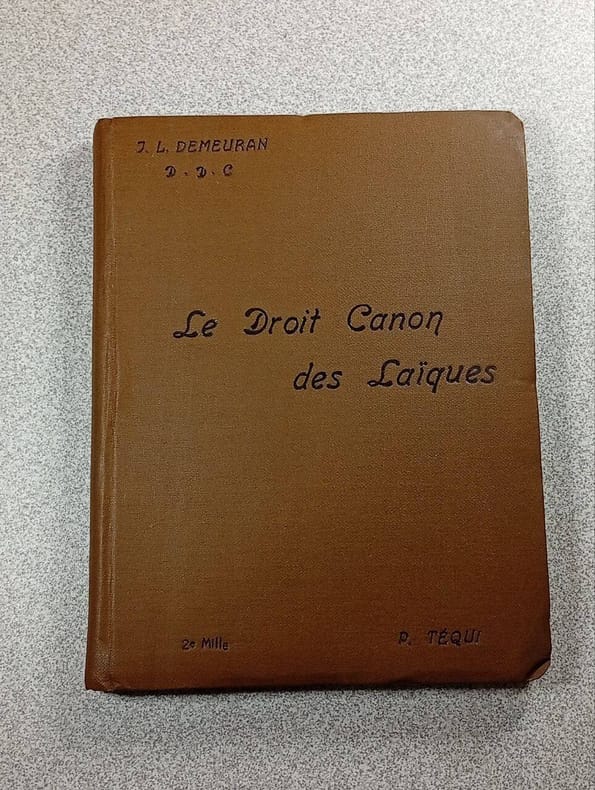 J. L. DEMEURAN
D. D. C
Le Droit Canon
des Laïques
2e Mille
P. TÉQUI